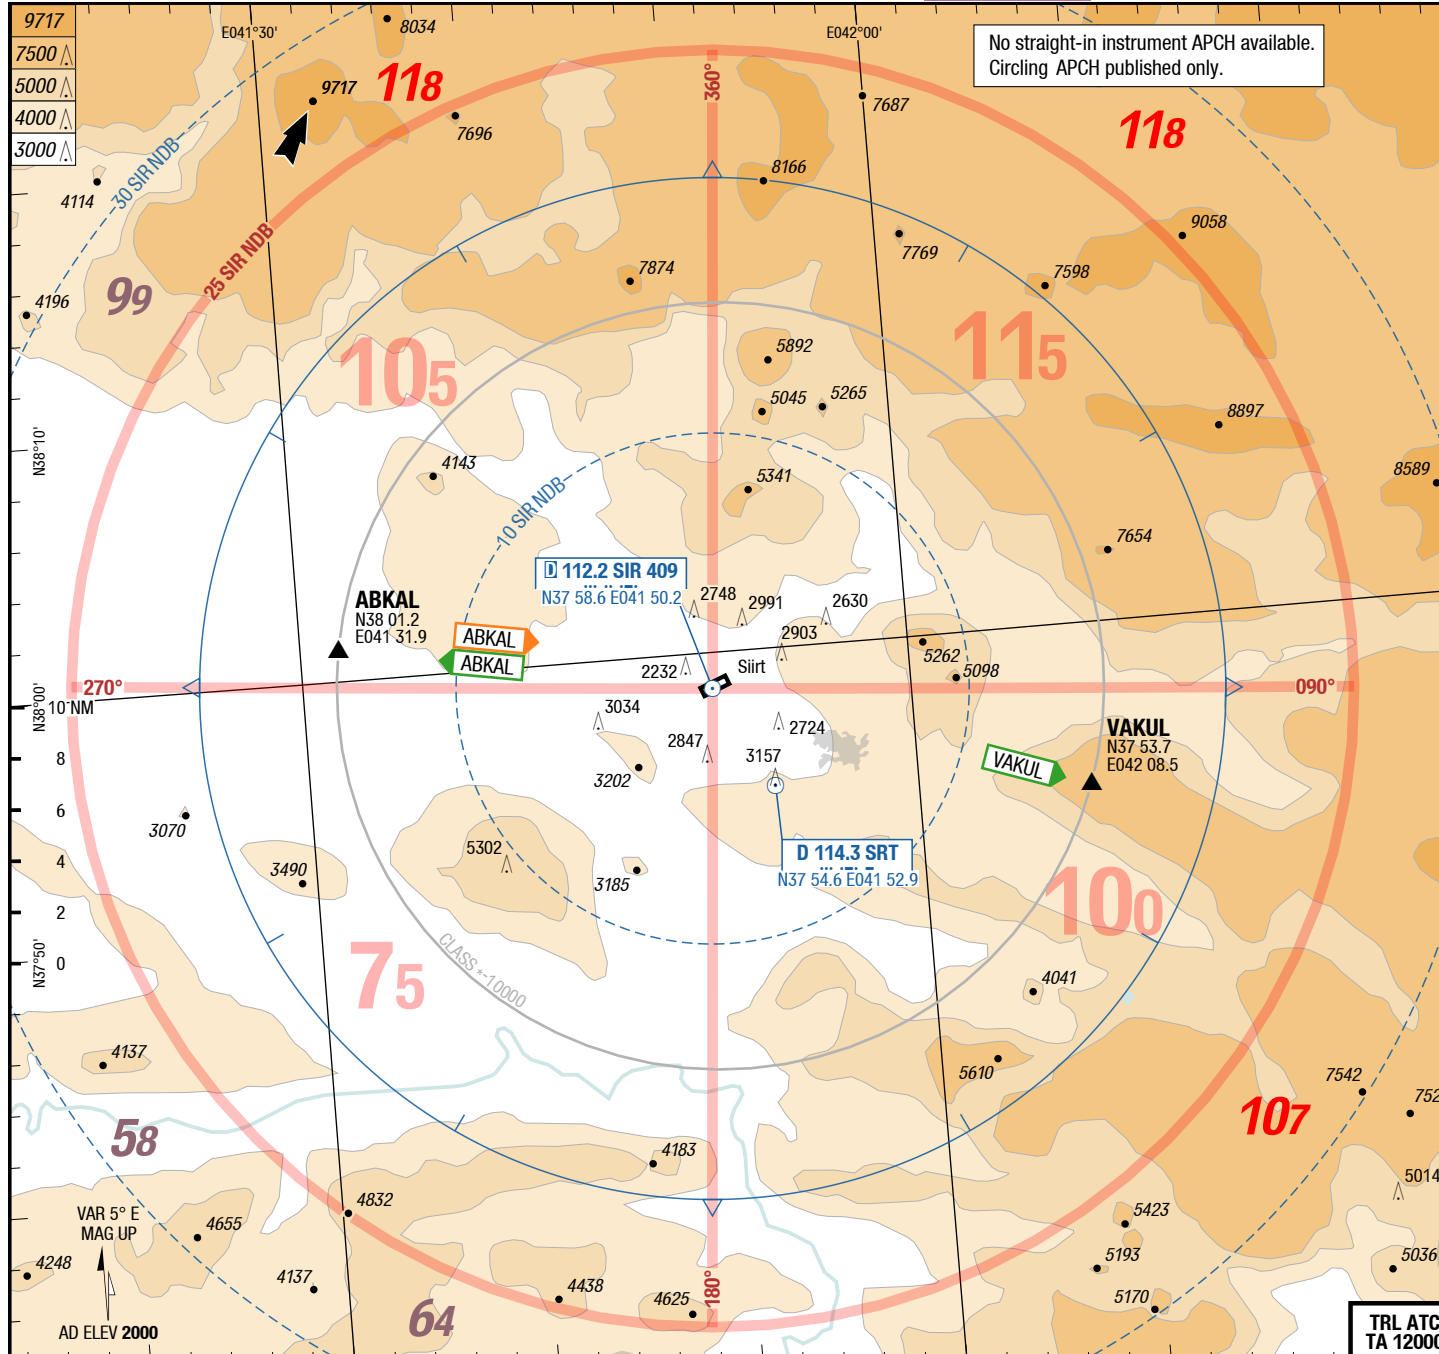 9717
7500
5000
4000
3000
E041°30'
E042°00'
No straight-in instrument APCH available.
Circling APCH published only.
8034
118
9717
7696
360°
7687
118
30 SIR NDB
4114
8166
25 SIR NDB
9058
7769
7874
7598
99
4196
105
115
5892
5045
5265
8897
N38°10'
4143
5341
8589
10 SIR NDB
7654
D 112.2 SIR 409
N37 58.6 E041 50.2
2748
2991
2630
ABKAL
N38 01.2
E041 31.9
ABKAL
ABKAL
2903
5262
5098
2232
Siirt
270°
090°
N38°00'
10 NM
3034
2724
2847
3157
VAKUL
N37 53.7
E042 08.5
VAKUL
8
3202
6
3070
4
5302
3490
3185
D 114.3 SRT
N37 54.6 E041 52.9
100
2
CLASS *-10000
N37°50'
0
75
4041
4137
5610
7542
752
58
107
4183
5014
VAR 5° E
MAG UP
4832
4655
5423
4248
4137
5193
5036
4438
4625
180°
5170
64
AD ELEV 2000
TRL ATC
TA 12000